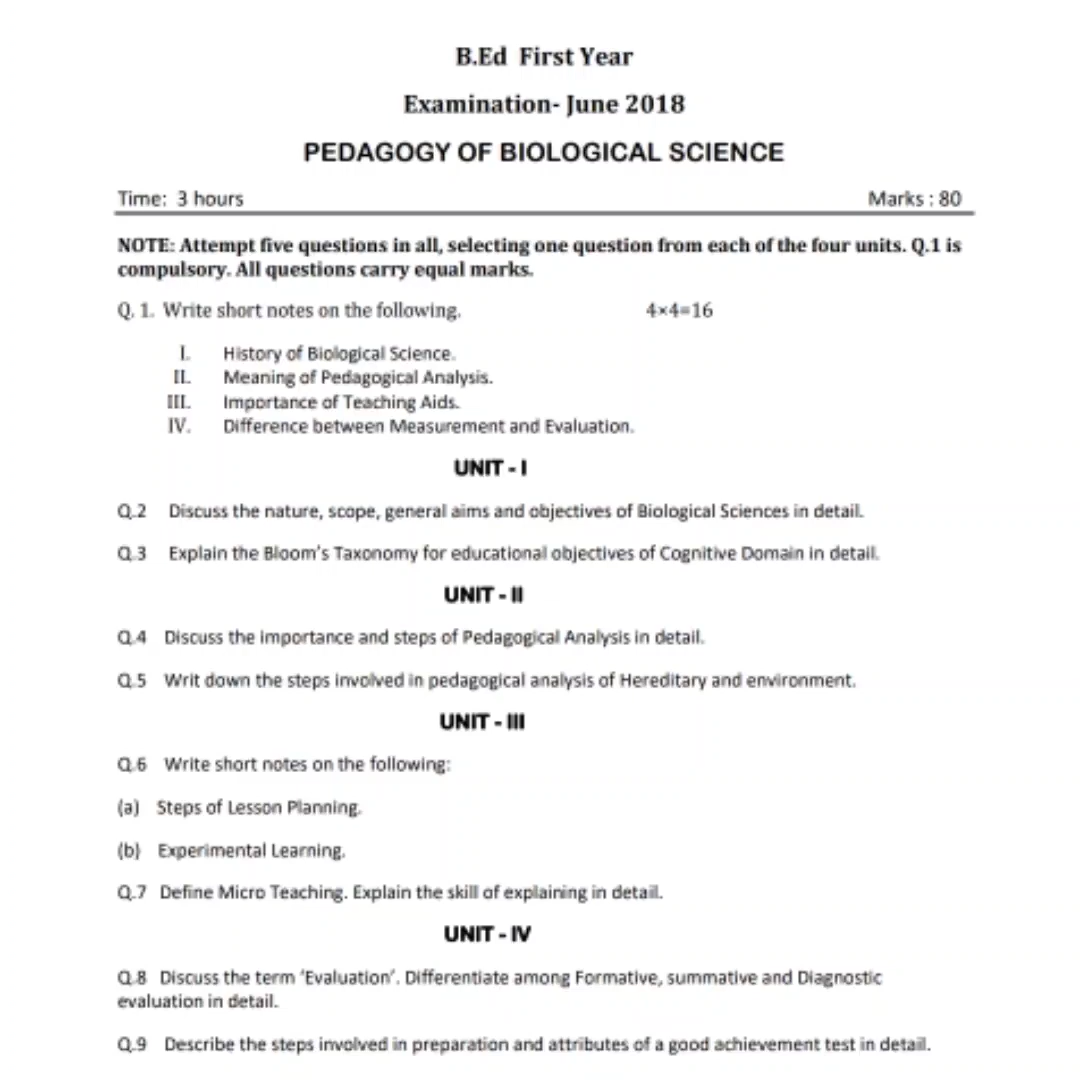 B.Ed First Year
Examination- June 2018
PEDAGOGY OF BIOLOGICAL SCIENCE
Time: 3 hours Marks : 80
NOTE: Attempt five questions in all, selecting one question from each of the four units. Q.1 is
compulsory. All questions carry equal marks.
Q. 1. Write short notes on the following. 4×4=16
I. History of Biological Science.
II. Meaning of Pedagogical Analysis.
III. Importance of Teaching Aids.
IV. Difference between Measurement and Evaluation.
UNIT - I
Q.2 Discuss the nature, scope, general aims and objectives of Biological Sciences in detail.
Q.3 Explain the Bloom's Taxonomy for educational objectives of Cognitive Domain in detail.
UNIT - II
Q.4 Discuss the importance and steps of Pedagogical Analysis in detail.
Q.5 Writ down the steps involved in pedagogical analysis of Hereditary and environment.
UNIT - III
Q.6 Write short notes on the following:
(a) Steps of Lesson Planning.
(b) Experimental Learning.
Q.7 Define Micro Teaching. Explain the skill of explaining in detail.
UNIT - IV
Q.8 Discuss the term 'Evaluation'. Differentiate among Formative, summative and Diagnostic
evaluation in detail.
Q.9 Describe the steps involved in preparation and attributes of a good achievement test in detail.